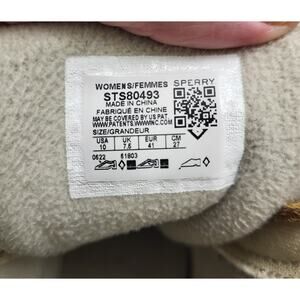 WOMENS/FEMMES SPERRY
STS80493
MADE IN CHINA
FABRIQUÉ EN CHINE
MAY BE COVERED BY US PAT
WWW.PATENTS.WWWINC.COM
SIZE/GRANDEUR
USA UK EUR CM
10 7.5 41 27
0622 61803